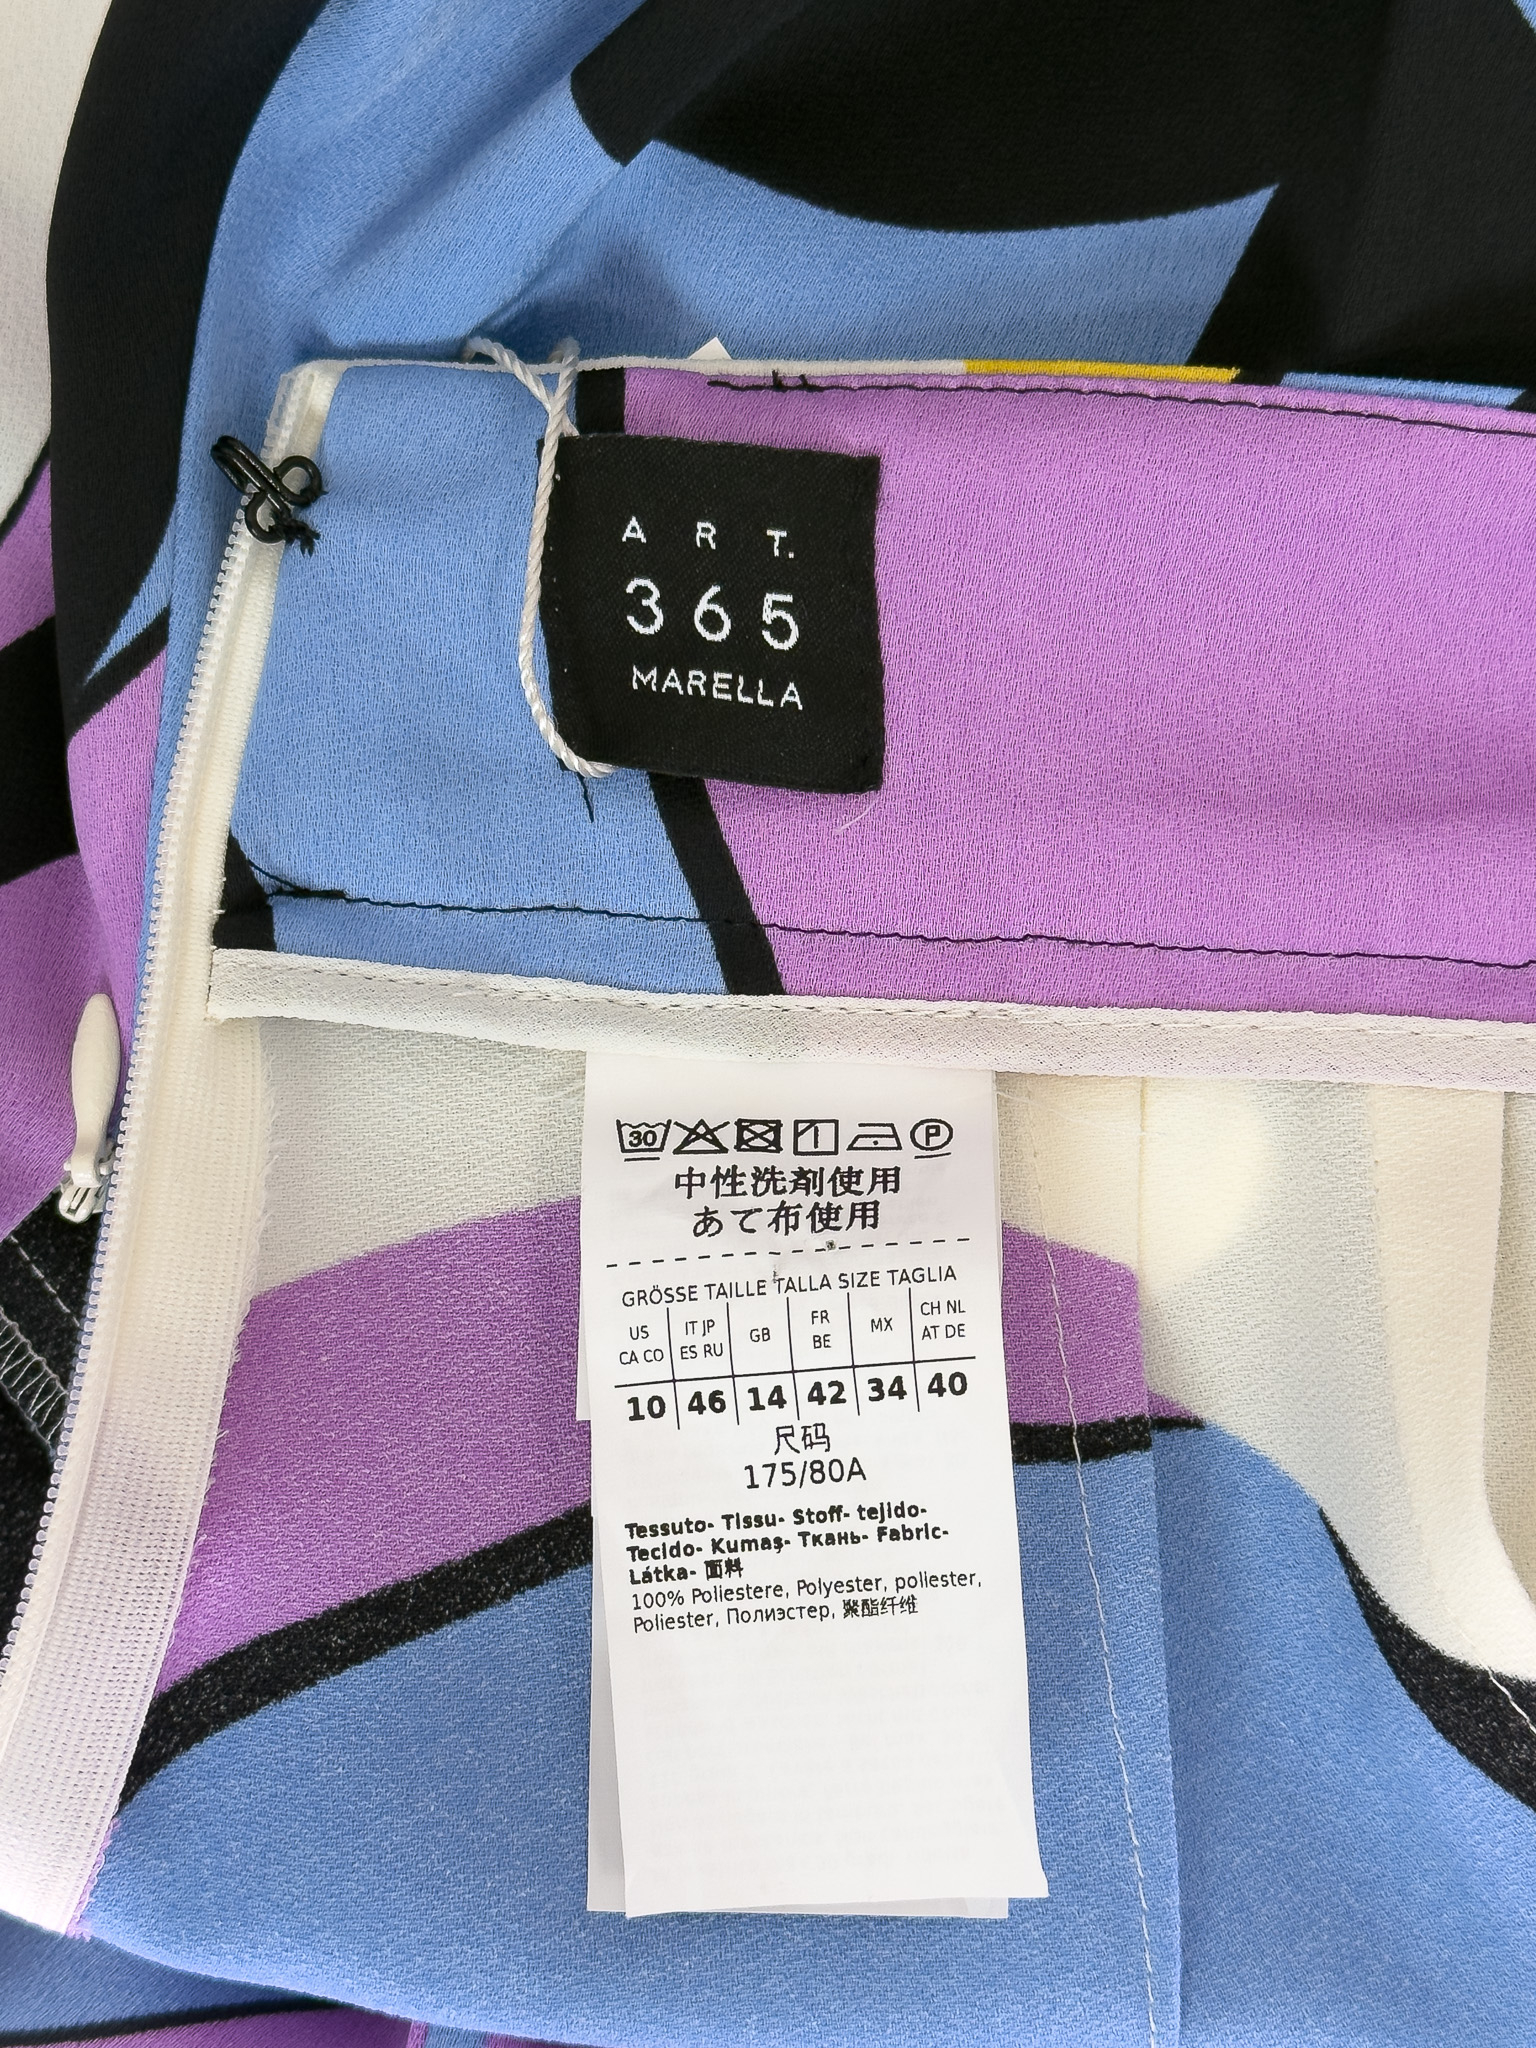 A R T.
365
MARELLA
30 P
中性洗剤使用
あて布使用
GRÖSSE TAILLE TALLA SIZE TAGLIA
US CA CO IT JP ES RU GB FR BE MX CH NL AT DE
10 46 14 42 34 40
尺码
175/80A
Tessuto- Tissu- Stoff- tejido-
Tecido- Kumaş- Ткань- Fabric-
Látka- 面料
100% Poliestere, Polyester, poliester,
Poliester, Полиэстер, 聚酯纤维